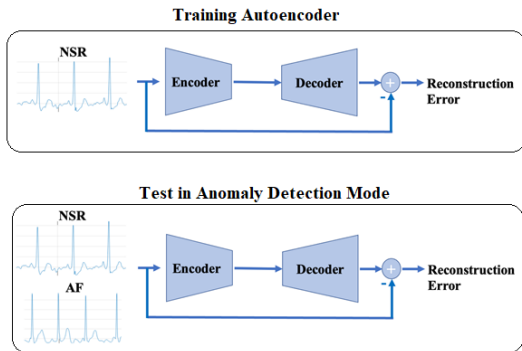 Training Autoencoder
NSR
Encoder
Decoder
+
-
Reconstruction
Error
Test in Anomaly Detection Mode
NSR
AF
Encoder
Decoder
+
-
Reconstruction
Error